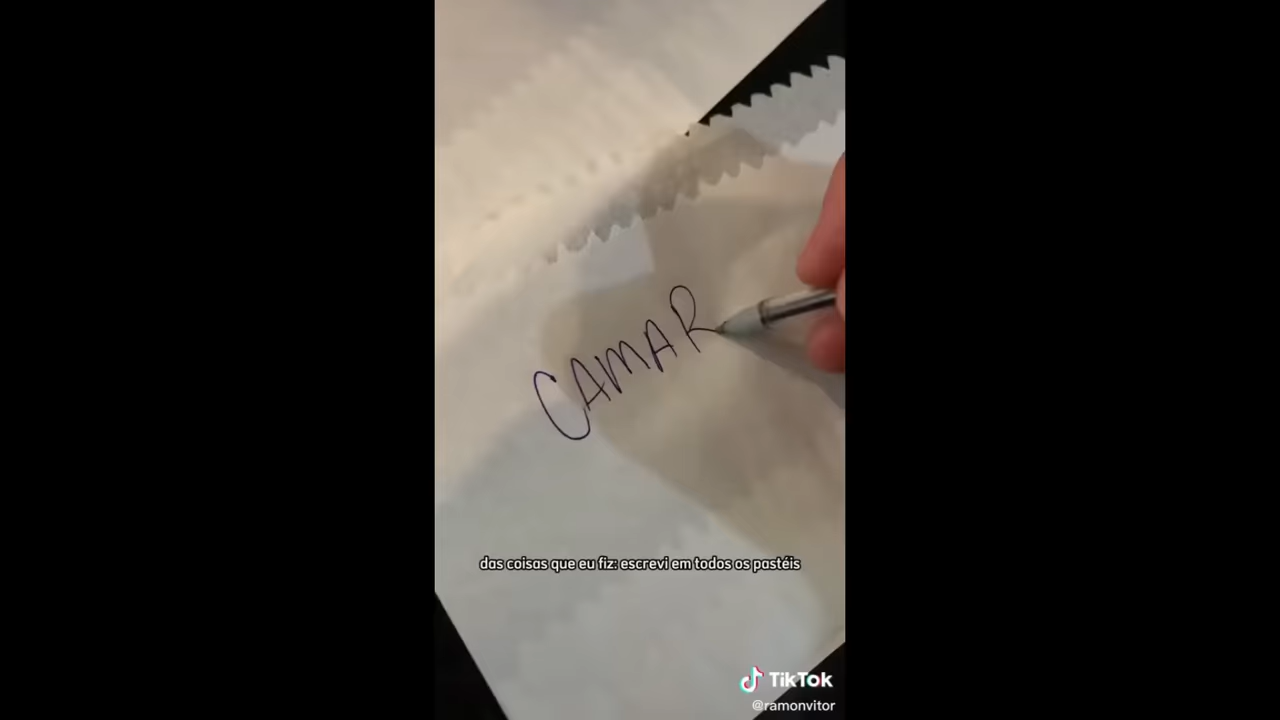 CAMAR
das coisas que eu fiz: escrevi em todos os pastéis
TikTok
@ramonvitor